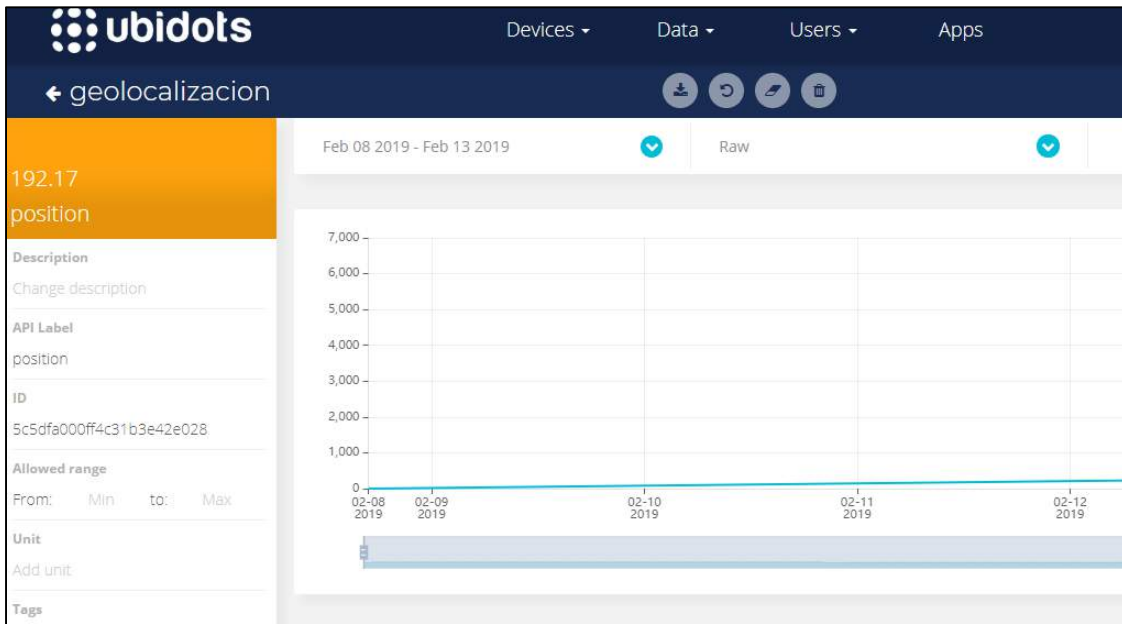 ubidots
Devices Data Users Apps
geolocalizacion
Feb 08 2019 - Feb 13 2019 Raw
192.17
position
Description
Change description
API Label
position
ID
5c5dfa000ff4c31b3e42e028
Allowed range
From: Min to: Max
Unit
Add unit
Tags
7,000
6,000
5,000
4,000
3,000
2,000
1,000
0
02-08 02-09 02-10 02-11 02-12
2019 2019 2019 2019 2019